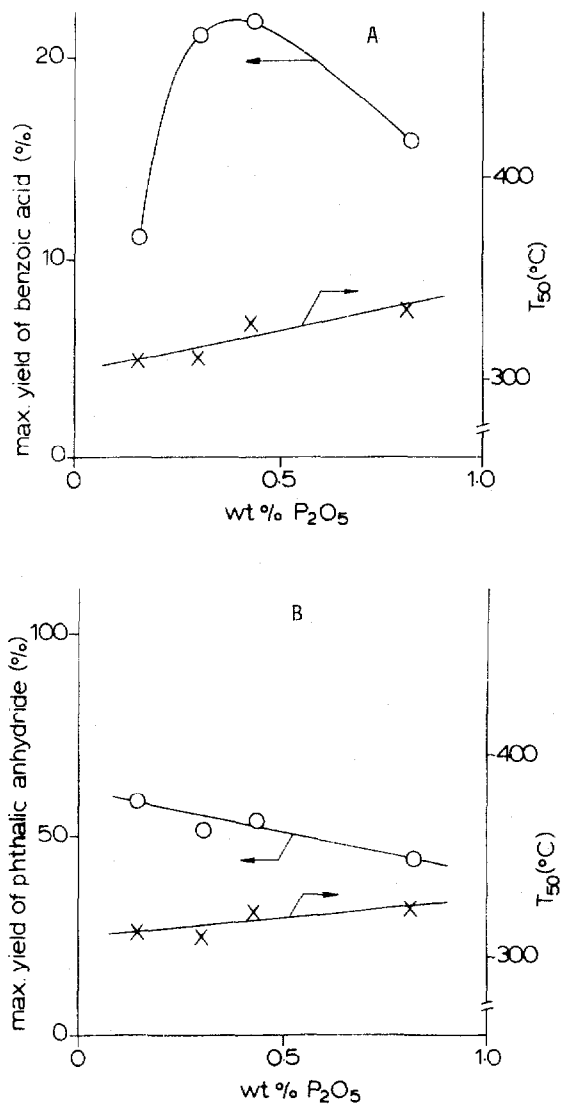 A
20
10
0
max. yield of benzoic acid (%)
400
300
T50(°C)
0
0.5
1.0
wt % P2O5
B
100
50
0
max. yield of phthalic anhydride (%)
400
300
T50(°C)
0
0.5
1.0
wt % P2O5